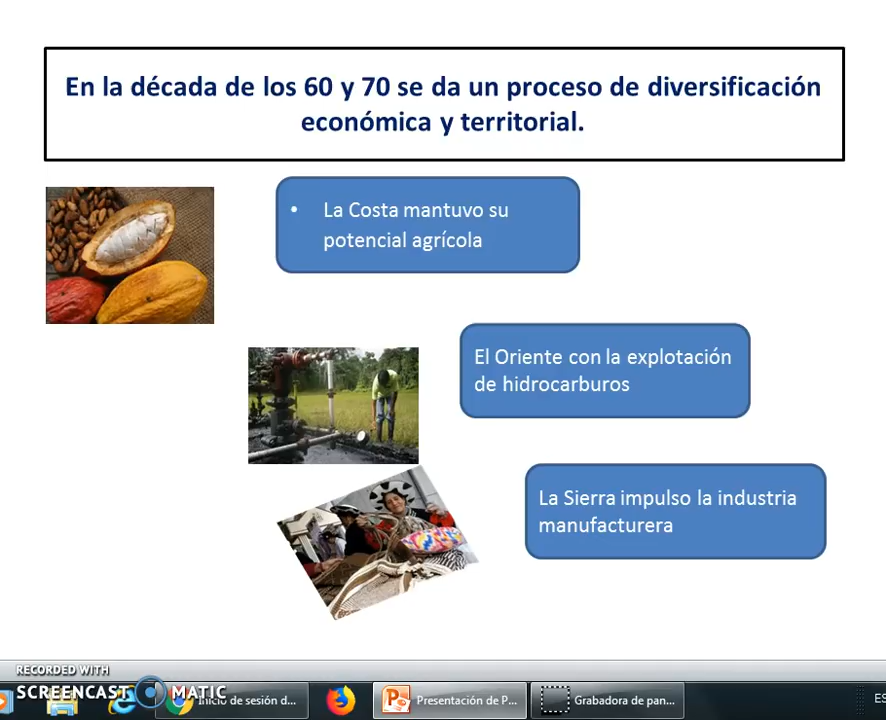 En la década de los 60 y 70 se da un proceso de diversificación
económica y territorial.
• La Costa mantuvo su
potencial agrícola
El Oriente con la explotación
de hidrocarburos
La Sierra impulso la industria
manufacturera
RECORDED WITH
SCREENCAST MATIC
Inicio de sesión d...
Presentación de P...
Grabadora de pan...
ES